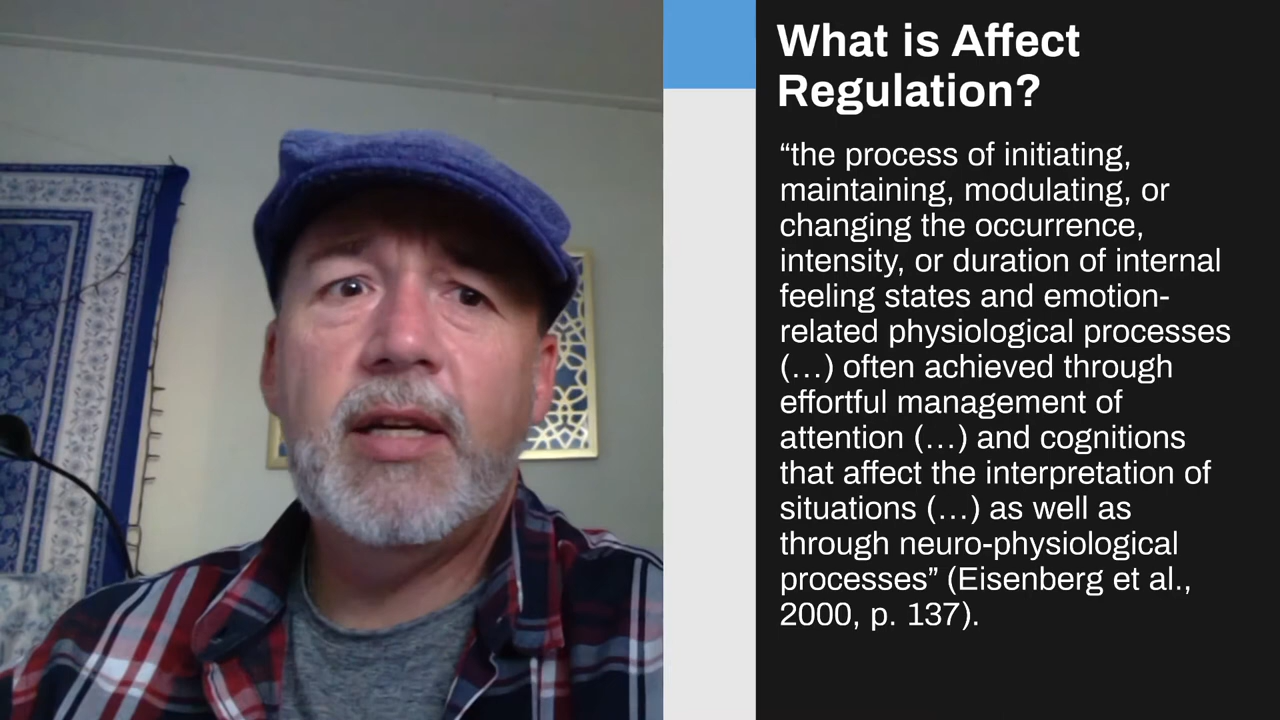 What is Affect
Regulation?
“the process of initiating,
maintaining, modulating, or
changing the occurrence,
intensity, or duration of internal
feeling states and emotion-
related physiological processes
(…) often achieved through
effortful management of
attention (…) and cognitions
that affect the interpretation of
situations (…) as well as
through neuro-physiological
processes” (Eisenberg et al.,
2000, p. 137).